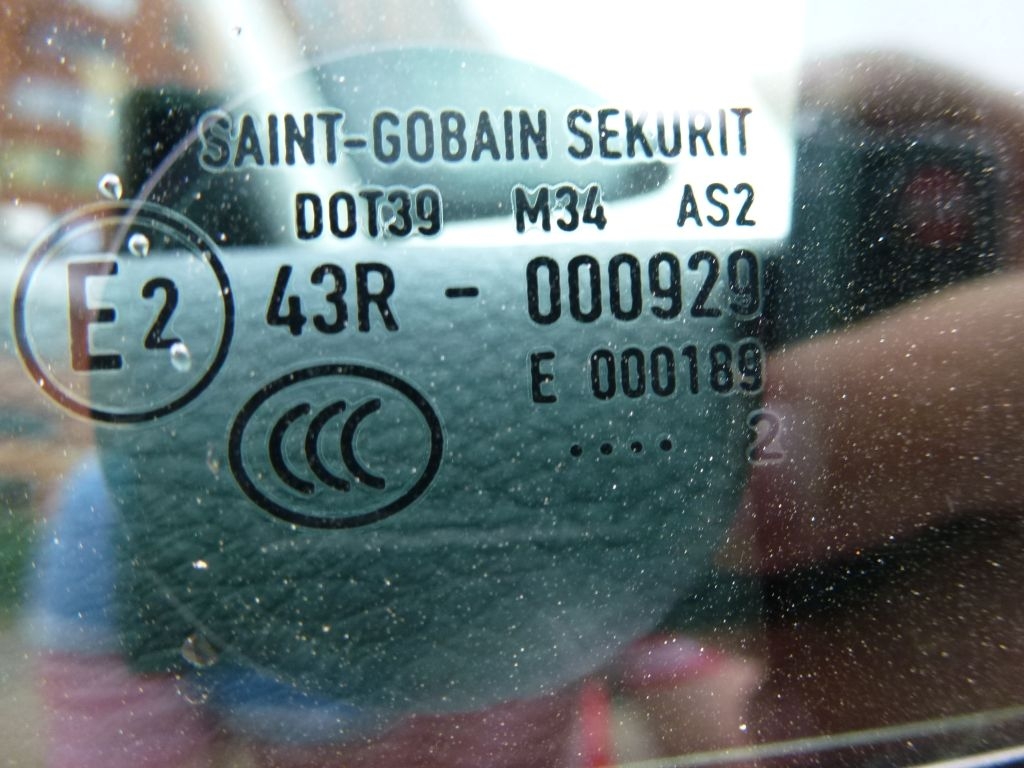 SAINT-GOBAIN SEKURIT
DOT39 M34 AS2
E2 43R - 000929
E 000189
CCC .... 2